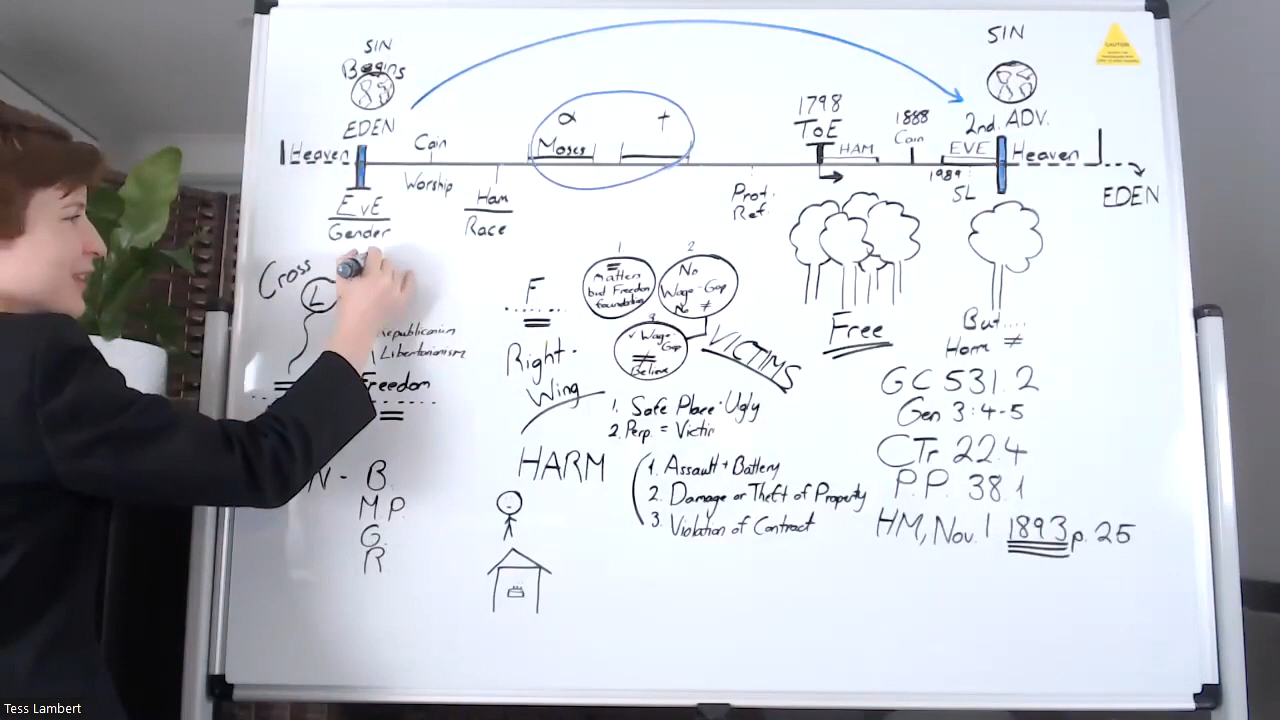 SIN
Begins
EDEN
Heaven
EvE
Gender
Cain
Worship
Ham
Race
α
Moses
+
Prot.
Ref.
1798
ToE
HAM
1888
Cain
SIN
2nd. ADV.
EVE
1989
SL
Heaven
EDEN
CAUTION
Cross
L
Republicanism
Libertarianism
Freedom
=
N - B.
M.P.
G.
R
F
=
Right-
Wing
HARM
1
=
Matters
but Freedom
foundation
2
No
Wage-Gap
No ≠
3
✓ Wage-
Gap
≠
Believe
VICTIMS
1. Safe Place - Ugly
2. Perp. =
1. Assault + Battery
2. Damage or Theft of Property
3. Violation of Contract
Free
But....
Harm ≠
GC 531.2
Gen 3:4-5
CTr 22.4
P.P. 38.1
HM, Nov. 1 1893 p. 25
Tess Lambert